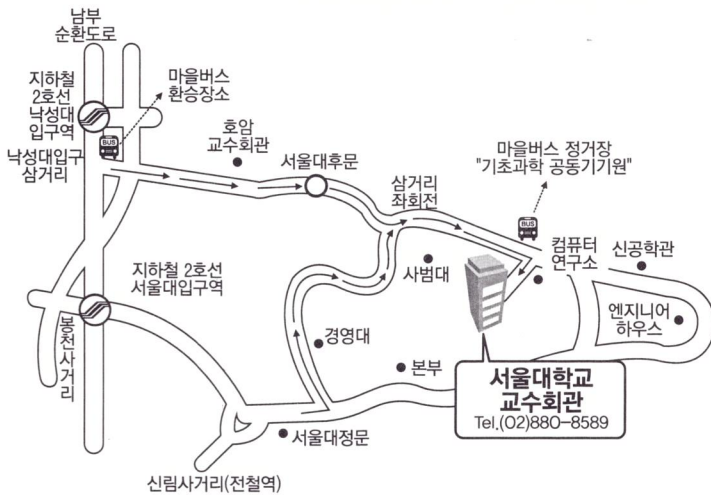 남부
순환도로
지하철
2호선
낙성대
입구역
마을버스
환승장소
BUS
낙성대입구
삼거리
호암
교수회관
서울대후문
삼거리
좌회전
마을버스 정거장
"기초과학 공동기기원"
BUS
컴퓨터
연구소
신공학관
사범대
엔지니어
하우스
지하철 2호선
서울대입구역
봉천사거리
경영대
본부
서울대학교
교수회관
Tel.(02)880-8589
서울대정문
신림사거리(전철역)